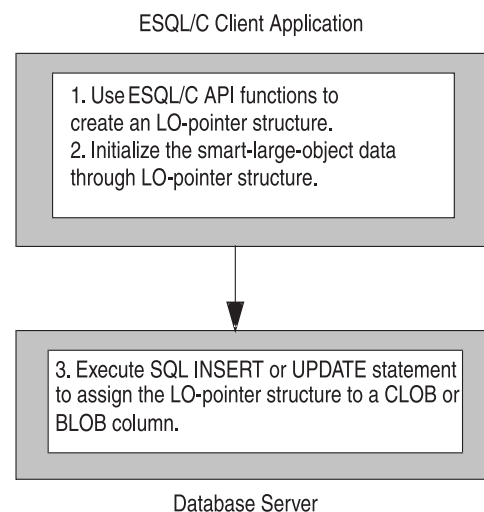 ESQL/C Client Application
1. Use ESQL/C API functions to
create an LO-pointer structure.
2. Initialize the smart-large-object data
through LO-pointer structure.
3. Execute SQL INSERT or UPDATE statement
to assign the LO-pointer structure to a CLOB or
BLOB column.
Database Server